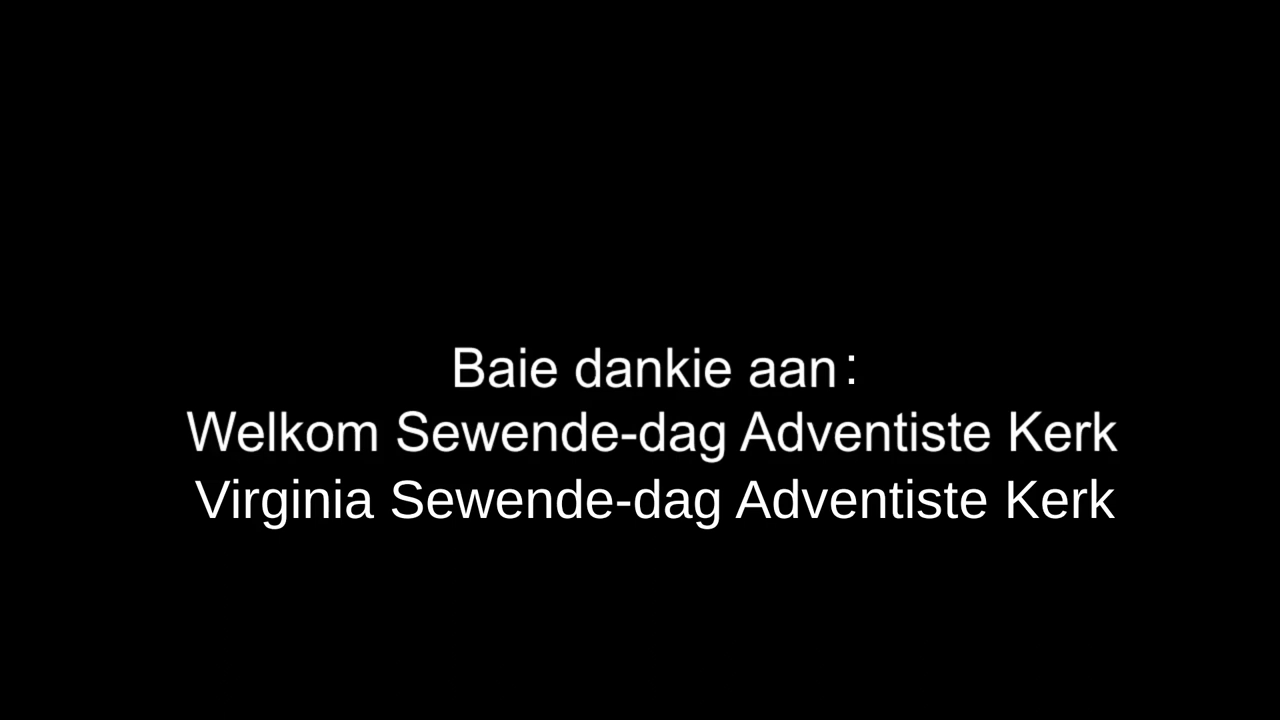 Baie dankie aan:
Welkom Sewende-dag Adventiste Kerk
Virginia Sewende-dag Adventiste Kerk